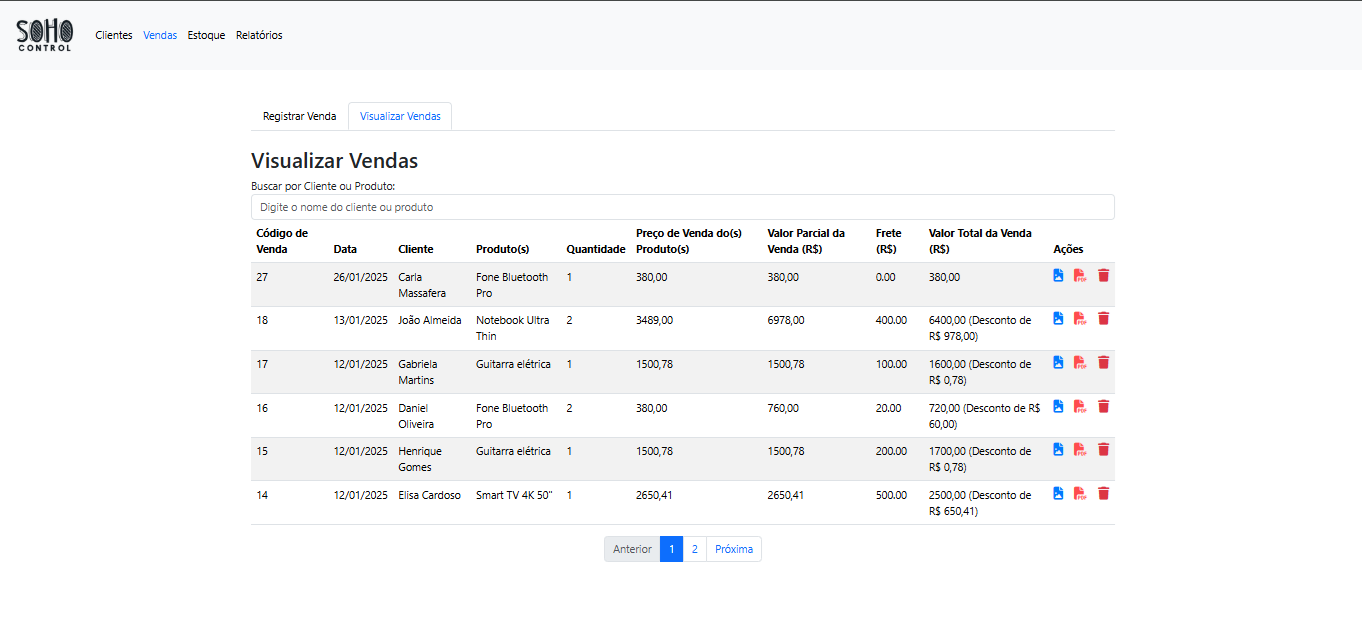 SOHO
CONTROL
Clientes Vendas Estoque Relatórios
Registrar Venda Visualizar Vendas
Visualizar Vendas
Buscar por Cliente ou Produto:
Digite o nome do cliente ou produto
Código de Venda Data Cliente Produto(s) Quantidade Preço de Venda do(s) Produto(s) Valor Parcial da Venda (R$) Frete (R$) Valor Total da Venda (R$) Ações
27 26/01/2025 Carla Massafera Fone Bluetooth Pro 1 380,00 380,00 0.00 380,00 PDF
18 13/01/2025 João Almeida Notebook Ultra Thin 2 3489,00 6978,00 400.00 6400,00 (Desconto de R$ 978,00) PDF
17 12/01/2025 Gabriela Martins Guitarra elétrica 1 1500,78 1500,78 100.00 1600,00 (Desconto de R$ 0,78) PDF
16 12/01/2025 Daniel Oliveira Fone Bluetooth Pro 2 380,00 760,00 20.00 720,00 (Desconto de R$ 60,00) PDF
15 12/01/2025 Henrique Gomes Guitarra elétrica 1 1500,78 1500,78 200.00 1700,00 (Desconto de R$ 0,78) PDF
14 12/01/2025 Elisa Cardoso Smart TV 4K 50" 1 2650,41 2650,41 500.00 2500,00 (Desconto de R$ 650,41) PDF
Anterior 1 2 Próxima